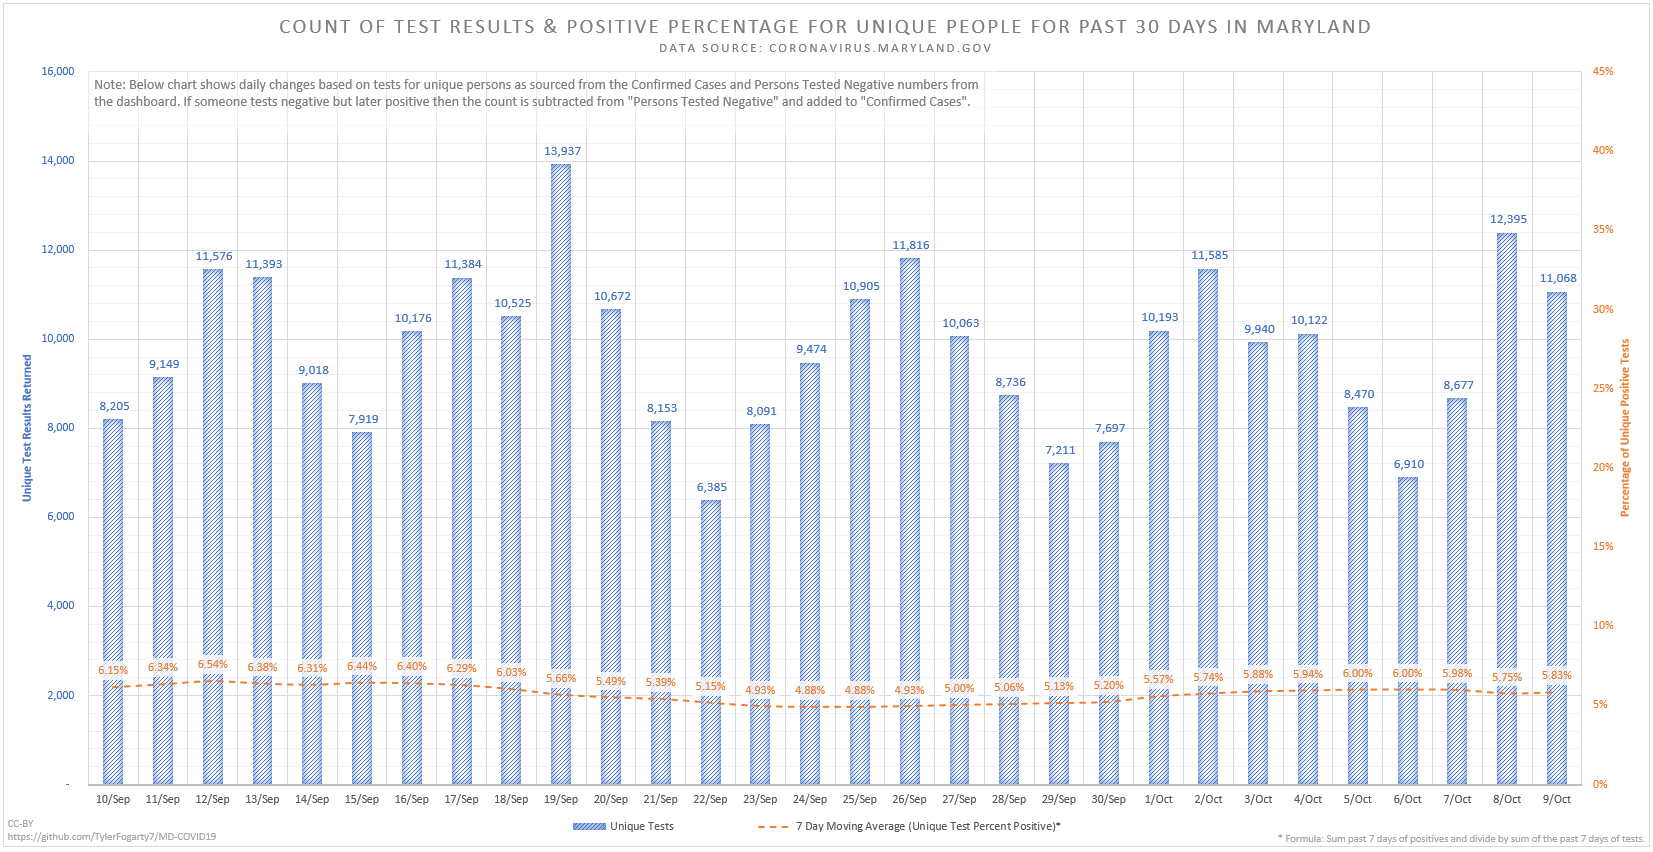 COUNT OF TEST RESULTS & POSITIVE PERCENTAGE FOR UNIQUE PEOPLE FOR PAST 30 DAYS IN MARYLAND
DATA SOURCE: CORONAVIRUS.MARYLAND.GOV
Note: Below chart shows daily changes based on tests for unique persons as sourced from the Confirmed Cases and Persons Tested Negative numbers from
the dashboard. If someone tests negative but later positive then the count is subtracted from "Persons Tested Negative" and added to "Confirmed Cases".
Unique Test Results Returned
16,000
14,000
12,000
10,000
8,000
6,000
4,000
2,000
-
8,205 9,149 11,576 11,393 9,018 7,919 10,176 11,384 10,525 13,937 10,672 8,153 6,385 8,091 9,474 10,905 11,816 10,063 8,736 7,211 7,697 10,193 11,585 9,940 10,122 8,470 6,910 8,677 12,395 11,068
6.15% 6.34% 6.54% 6.38% 6.31% 6.44% 6.40% 6.29% 6.03% 5.66% 5.49% 5.39% 5.15% 4.93% 4.88% 4.88% 4.93% 5.00% 5.06% 5.13% 5.20% 5.57% 5.74% 5.88% 5.94% 6.00% 6.00% 5.98% 5.75% 5.83%
45%
40%
35%
30%
25%
20%
15%
10%
5%
0%
Percentage of Unique Positive Tests
10/Sep 11/Sep 12/Sep 13/Sep 14/Sep 15/Sep 16/Sep 17/Sep 18/Sep 19/Sep 20/Sep 21/Sep 22/Sep 23/Sep 24/Sep 25/Sep 26/Sep 27/Sep 28/Sep 29/Sep 30/Sep 1/Oct 2/Oct 3/Oct 4/Oct 5/Oct 6/Oct 7/Oct 8/Oct 9/Oct
Unique Tests
7 Day Moving Average (Unique Test Percent Positive)*
CC-BY
https://github.com/TylerFogarty7/MD-COVID19
* Formula: Sum past 7 days of positives and divide by sum of the past 7 days of tests.